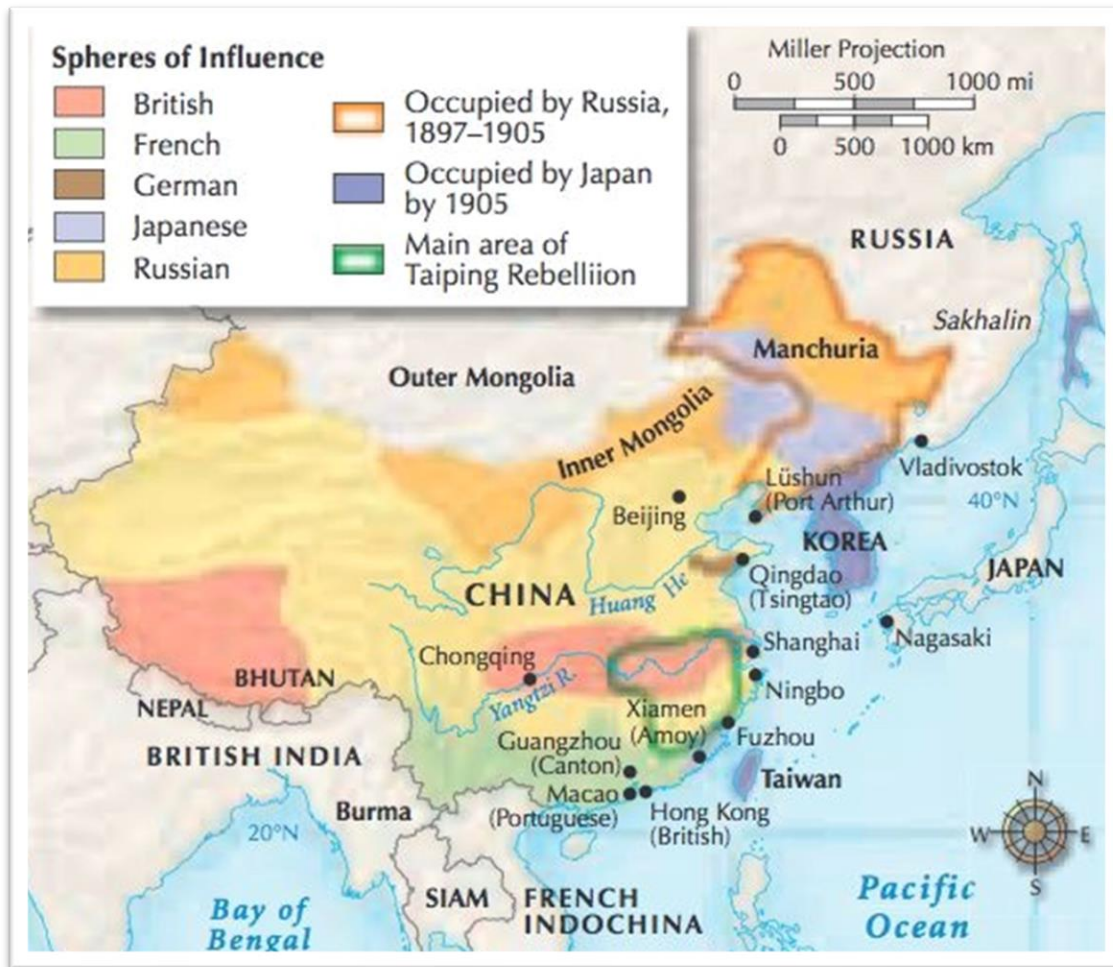 Spheres of Influence
British
French
German
Japanese
Russian
Occupied by Russia,
1897–1905
Occupied by Japan
by 1905
Main area of
Taiping Rebelliion
Miller Projection
0 500 1000 mi
0 500 1000 km
RUSSIA
Sakhalin
Manchuria
Outer Mongolia
Inner Mongolia
Vladivostok
Lüshun
(Port Arthur)
40°N
Beijing
KOREA
JAPAN
CHINA
Huang He
Qingdao
(Tsingtao)
Nagasaki
Shanghai
Chongqing
BHUTAN
Yangtzi R.
Ningbo
NEPAL
Xiamen
(Amoy)
Fuzhou
Guangzhou
(Canton)
BRITISH INDIA
Taiwan
Macao
(Portuguese)
Hong Kong
(British)
Burma
20°N
N
W E
S
SIAM
FRENCH
INDOCHINA
Pacific
Ocean
Bay of
Bengal